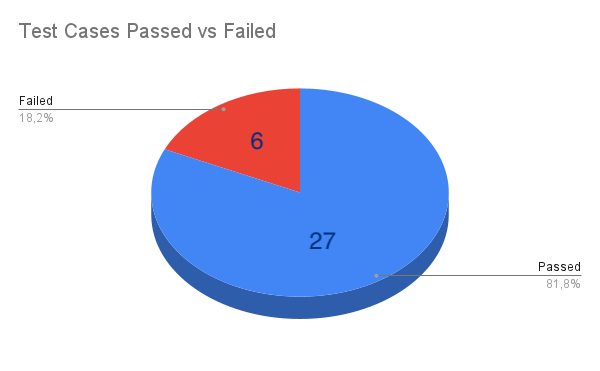 Test Cases Passed vs Failed
Failed
18,2%
6
27
Passed
81,8%